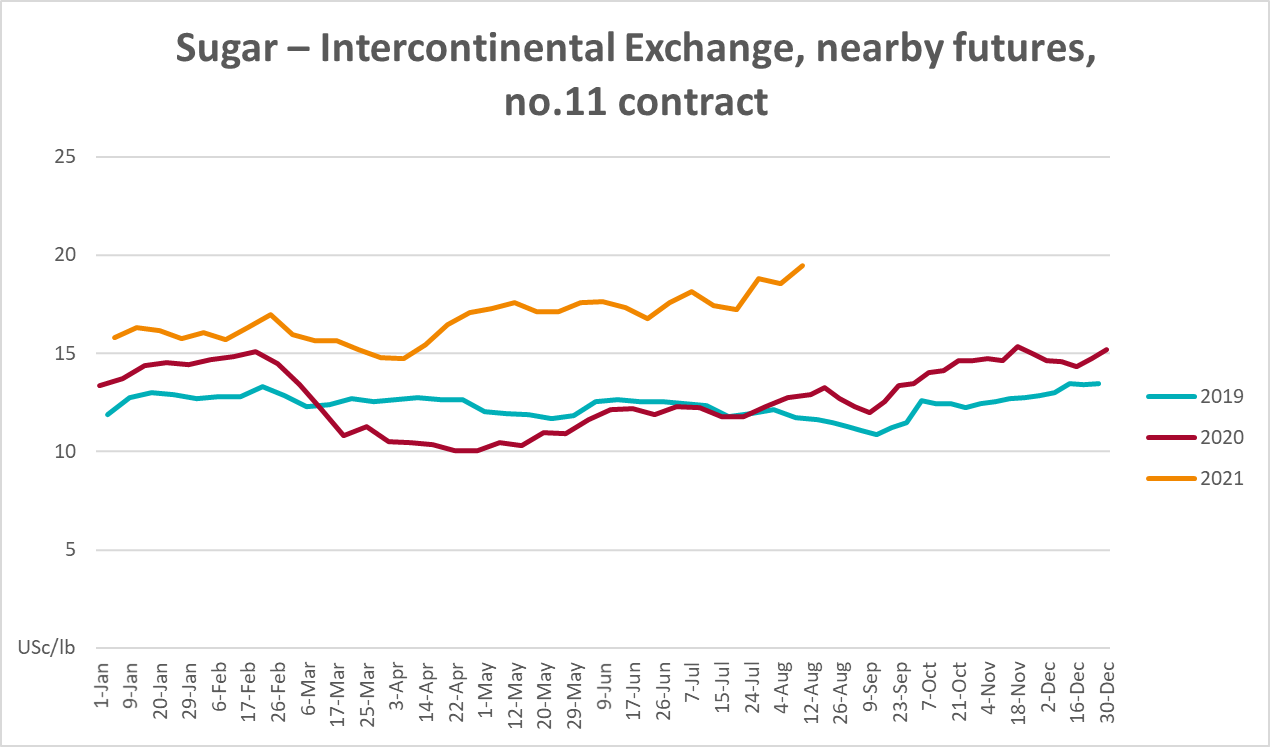 Sugar – Intercontinental Exchange, nearby futures,
no.11 contract
25
20
15
10
5
USc/lb
1-Jan
9-Jan
20-Jan
29-Jan
6-Feb
17-Feb
26-Feb
6-Mar
17-Mar
25-Mar
3-Apr
14-Apr
22-Apr
1-May
12-May
20-May
29-May
9-Jun
17-Jun
26-Jun
7-Jul
15-Jul
24-Jul
4-Aug
12-Aug
26-Aug
9-Sep
23-Sep
7-Oct
21-Oct
4-Nov
18-Nov
2-Dec
16-Dec
30-Dec
2019
2020
2021